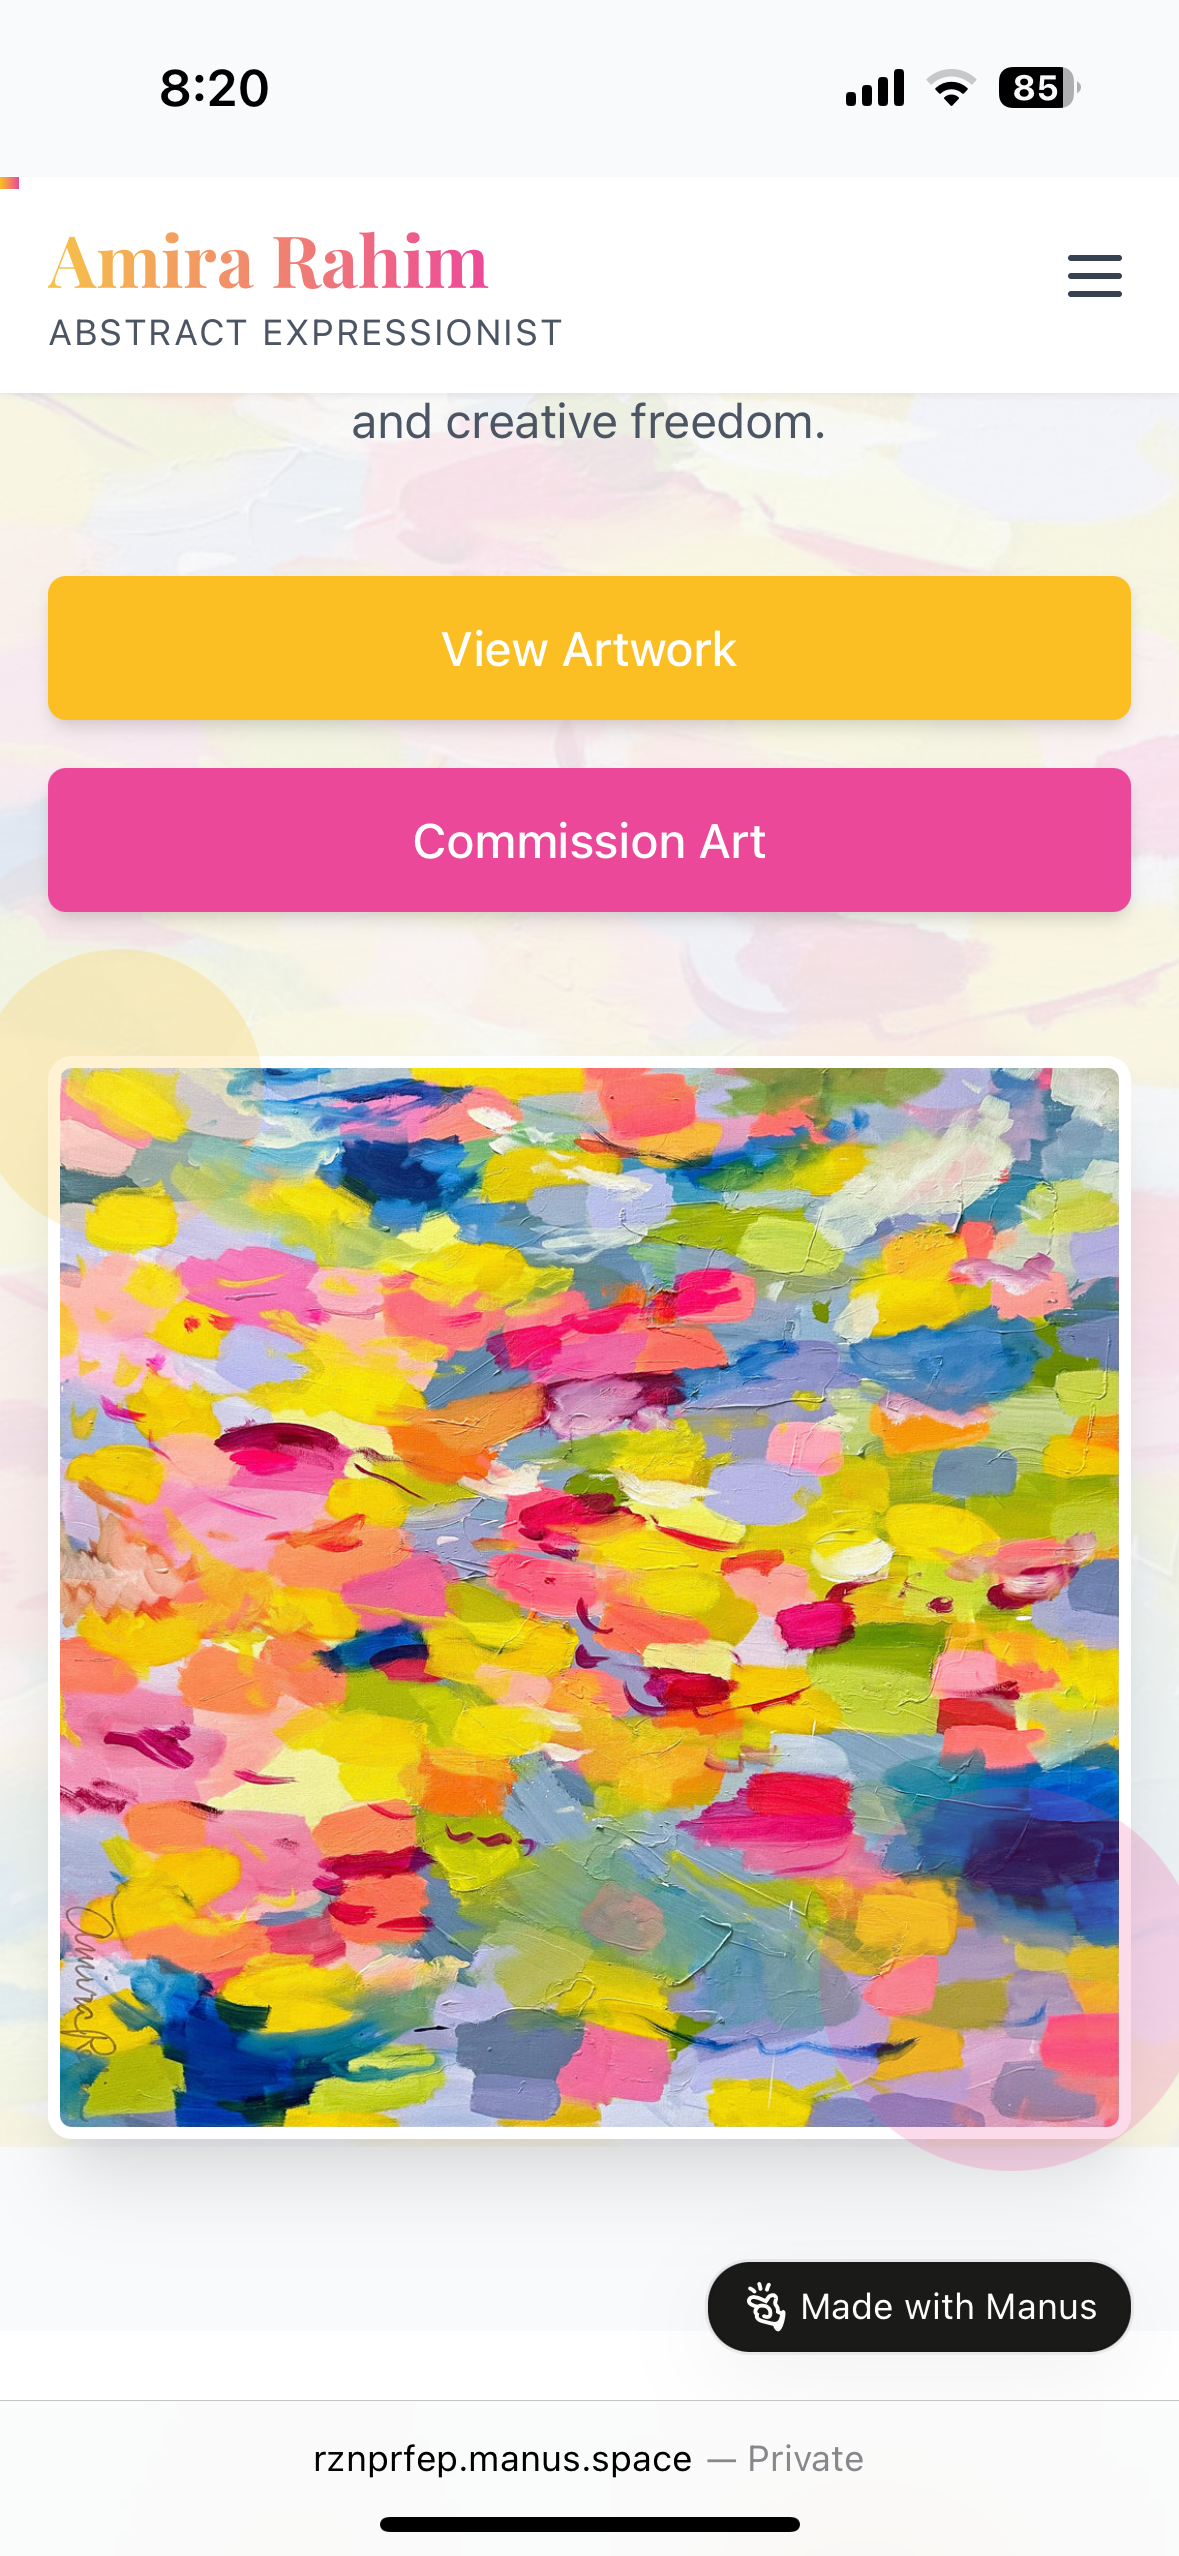 8:20
85
Amira Rahim
ABSTRACT EXPRESSIONIST
and creative freedom.
View Artwork
Commission Art
AmiraR
Made with Manus
rznprfep.manus.space — Private